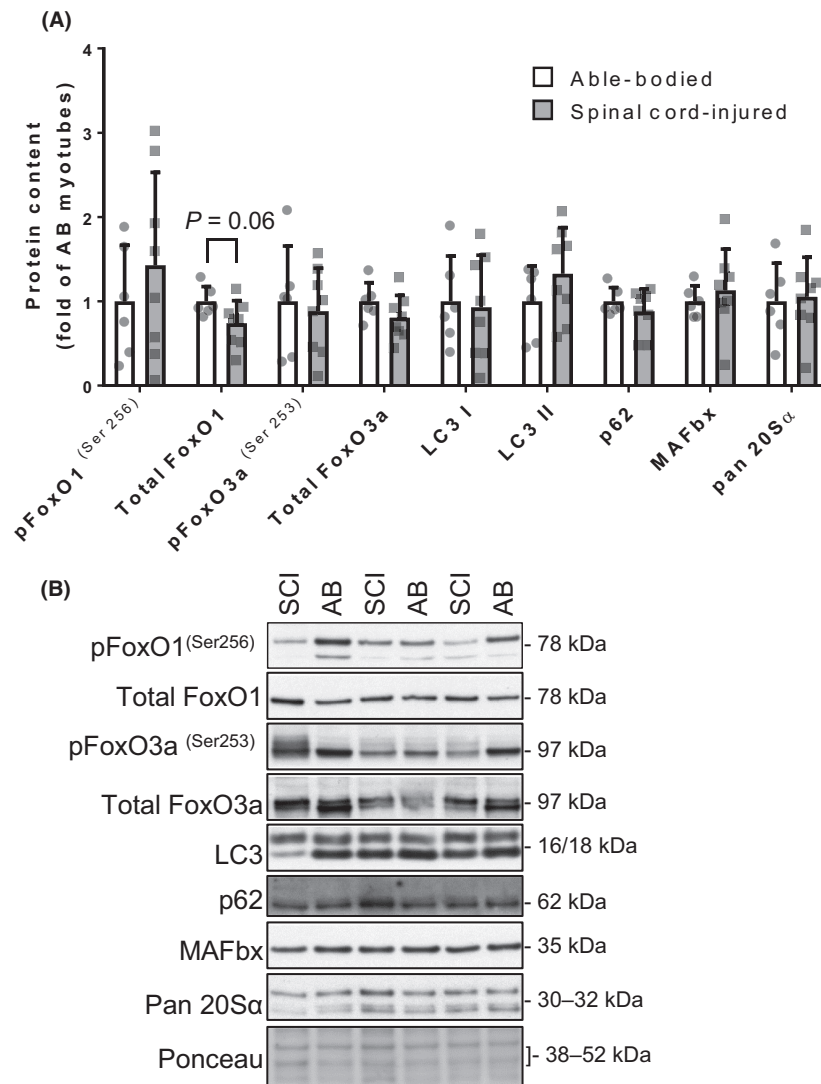 (A)
Protein content
(fold of AB myotubes)
4
3
2
1
0
Able-bodied
Spinal cord-injured
P = 0.06
pFoxO1 (Ser 256)
Total FoxO1
pFoxO3a (Ser 253)
Total FoxO3a
LC3 I
LC3 II
p62
MAFbx
pan 20Sα
(B)
SCI AB SCI AB SCI AB
pFoxO1(Ser256) - 78 kDa
Total FoxO1 - 78 kDa
pFoxO3a (Ser253) - 97 kDa
Total FoxO3a - 97 kDa
LC3 - 16/18 kDa
p62 - 62 kDa
MAFbx - 35 kDa
Pan 20Sα - 30–32 kDa
Ponceau ]- 38–52 kDa